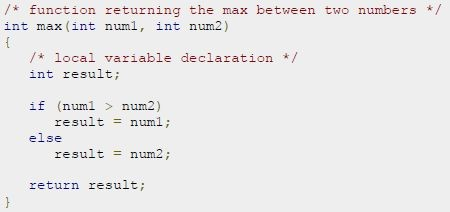 /* function returning the max between two numbers */
int max(int num1, int num2)
{
   /* local variable declaration */
   int result;

   if (num1 > num2)
      result = num1;
   else
      result = num2;

   return result;
}